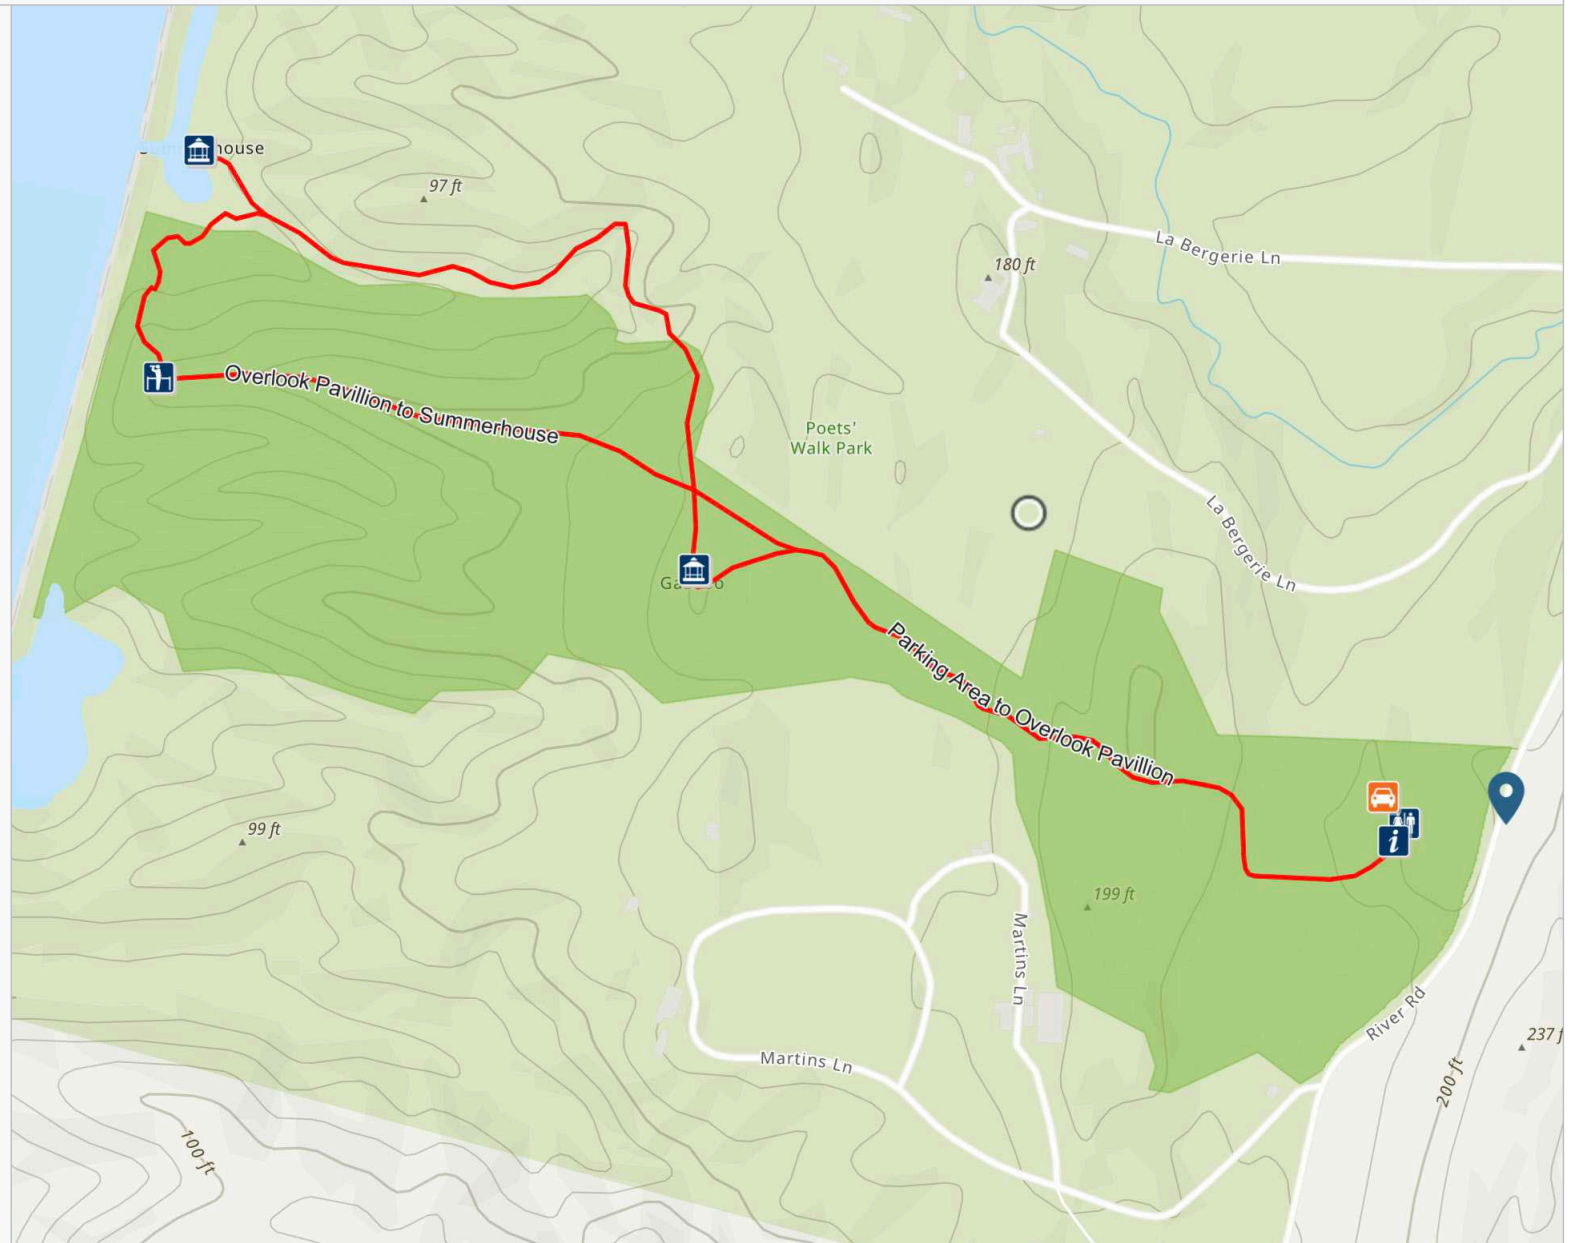 house
97 ft
La Bergerie Ln
180 ft
Overlook Pavillion to Summerhouse
Poets'
Walk Park
La Bergerie Ln
Parking Area to Overlook Pavillion
i
99 ft
199 ft
Martins Ln
River Rd
237 f
Martins Ln
200 ft
100 ft